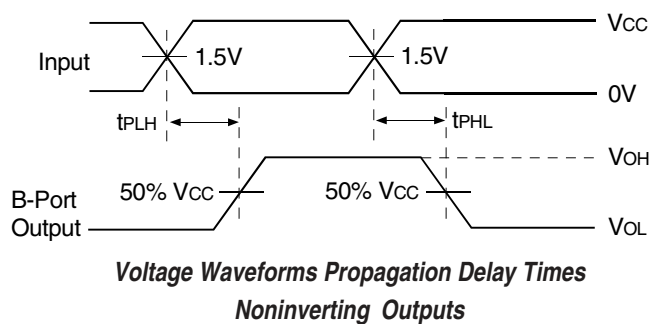 VCC
Input
1.5V
1.5V
0V
tPLH
tPHL
VOH
B-Port
Output
50% VCC
50% VCC
VOL
Voltage Waveforms Propagation Delay Times
Noninverting Outputs